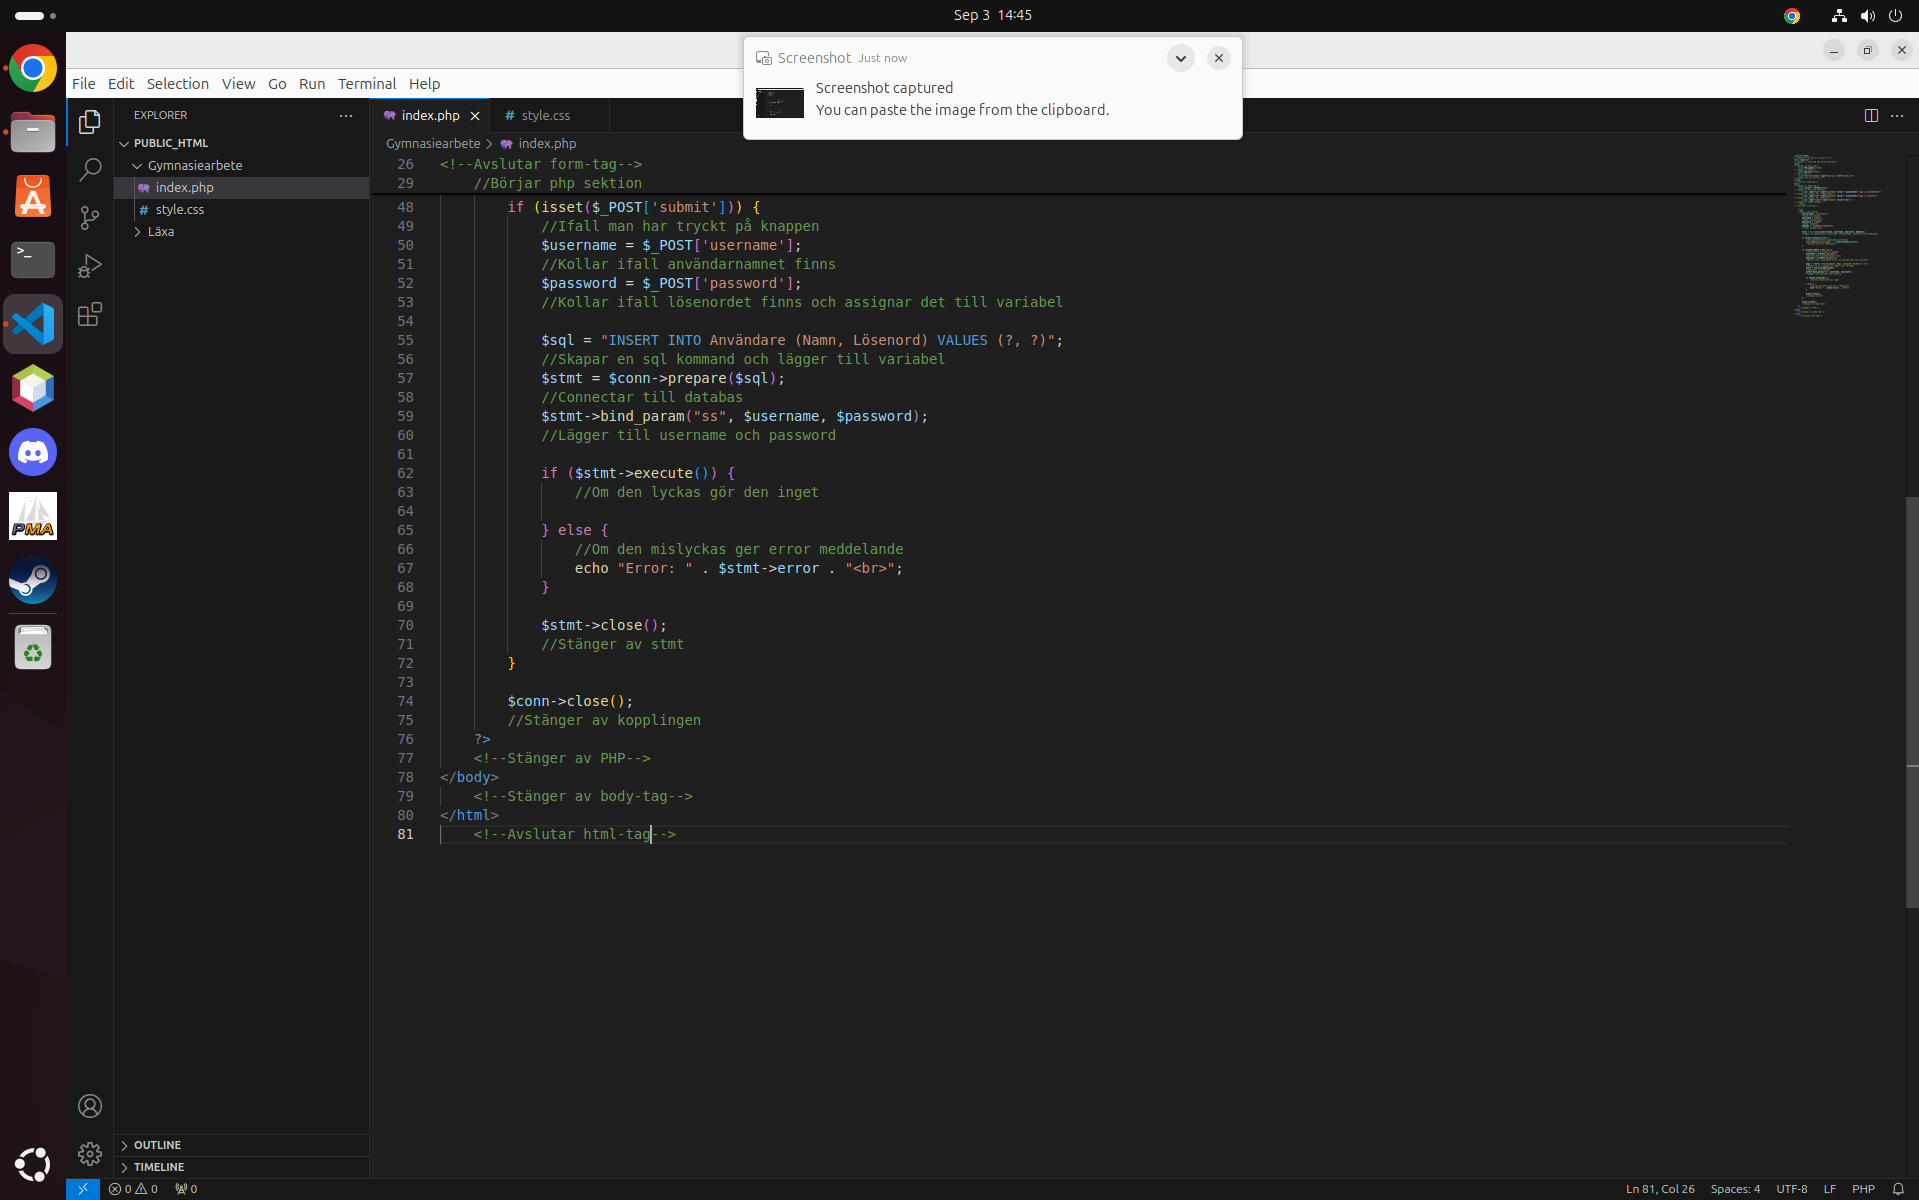 Sep 3 14:45
Screenshot Just now
Screenshot captured
You can paste the image from the clipboard.
File Edit Selection View Go Run Terminal Help
EXPLORER
PUBLIC_HTML
Gymnasiearbete
index.php
# style.css
Läxa
index.php
# style.css
Gymnasiearbete > index.php
26 <!--Avslutar form-tag-->
29 //Börjar php sektion
48 if (isset($_POST['submit'])) {
49 //Ifall man har tryckt på knappen
50 $username = $_POST['username'];
51 //Kollar ifall användarnamnet finns
52 $password = $_POST['password'];
53 //Kollar ifall lösenordet finns och assignar det till variabel
54
55 $sql = "INSERT INTO Användare (Namn, Lösenord) VALUES (?, ?)";
56 //Skapar en sql kommand och lägger till variabel
57 $stmt = $conn->prepare($sql);
58 //Connectar till databas
59 $stmt->bind_param("ss", $username, $password);
60 //Lägger till username och password
61
62 if ($stmt->execute()) {
63 //Om den lyckas gör den inget
64
65 } else {
66 //Om den mislyckas ger error meddelande
67 echo "Error: " . $stmt->error . "<br>";
68 }
69
70 $stmt->close();
71 //Stänger av stmt
72 }
73
74 $conn->close();
75 //Stänger av kopplingen
76 ?>
77 <!--Stänger av PHP-->
78 </body>
79 <!--Stänger av body-tag-->
80 </html>
81 <!--Avslutar html-tag-->
PMA
OUTLINE
TIMELINE
0 0 0
Ln 81, Col 26 Spaces: 4 UTF-8 LF PHP